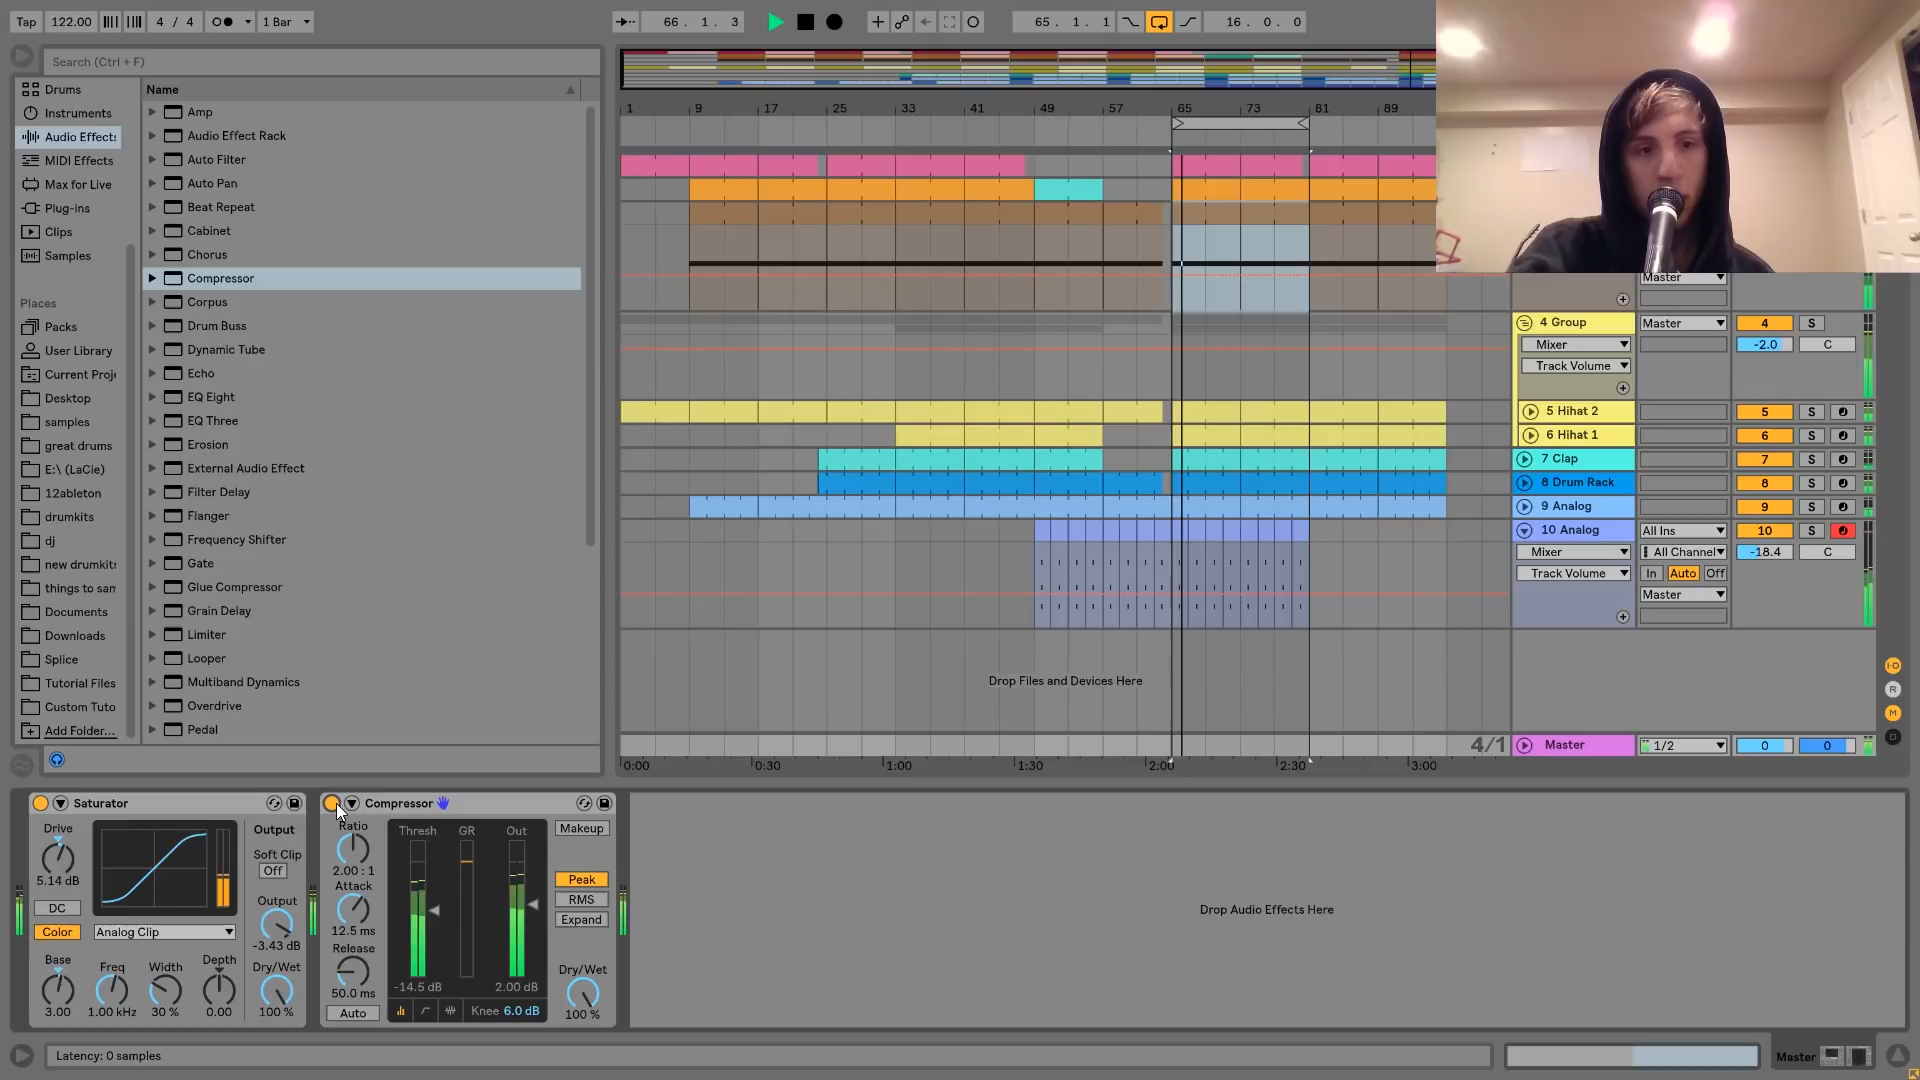 Tap 122.00 4 / 4 1 Bar 66 . 1 . 3 65 . 1 . 1 16 . 0 . 0
Search (Ctrl + F)
Drums
Instruments
Audio Effects
MIDI Effects
Max for Live
Plug-ins
Clips
Samples
Places
Packs
User Library
Current Proj
Desktop
samples
great drums
E:\ (LaCie)
12ableton
drumkits
dj
new drumkit
things to sam
Documents
Downloads
Splice
Tutorial Files
Custom Tuto
Add Folder...
Name
Amp
Audio Effect Rack
Auto Filter
Auto Pan
Beat Repeat
Cabinet
Chorus
Compressor
Corpus
Drum Buss
Dynamic Tube
Echo
EQ Eight
EQ Three
Erosion
External Audio Effect
Filter Delay
Flanger
Frequency Shifter
Gate
Glue Compressor
Grain Delay
Limiter
Looper
Multiband Dynamics
Overdrive
Pedal
1 9 17 25 33 41 49 57 65 73 81 89
Master
4 Group Master 4 S
Mixer -2.0 C
Track Volume
5 Hihat 2 5 S
6 Hihat 1 6 S
7 Clap 7 S
8 Drum Rack 8 S
9 Analog 9 S
10 Analog All Ins 10 S
Mixer All Channel -18.4 C
Track Volume In Auto Off
Master
Drop Files and Devices Here
I·O
R
M
D
4/1 Master 1/2 0 0
0:00 0:30 1:00 1:30 2:00 2:30 3:00
Saturator
Drive
5.14 dB
DC
Color Analog Clip
Base Freq Width Depth
3.00 1.00 kHz 30 % 0.00
Output
Soft Clip
Off
Output
-3.43 dB
Dry/Wet
100 %
Compressor
Ratio
2.00 : 1
Attack
12.5 ms
Release
50.0 ms
Auto
Thresh GR Out
-14.5 dB 2.00 dB
Knee 6.0 dB
Makeup
Peak
RMS
Expand
Dry/Wet
100 %
Drop Audio Effects Here
Latency: 0 samples
Master